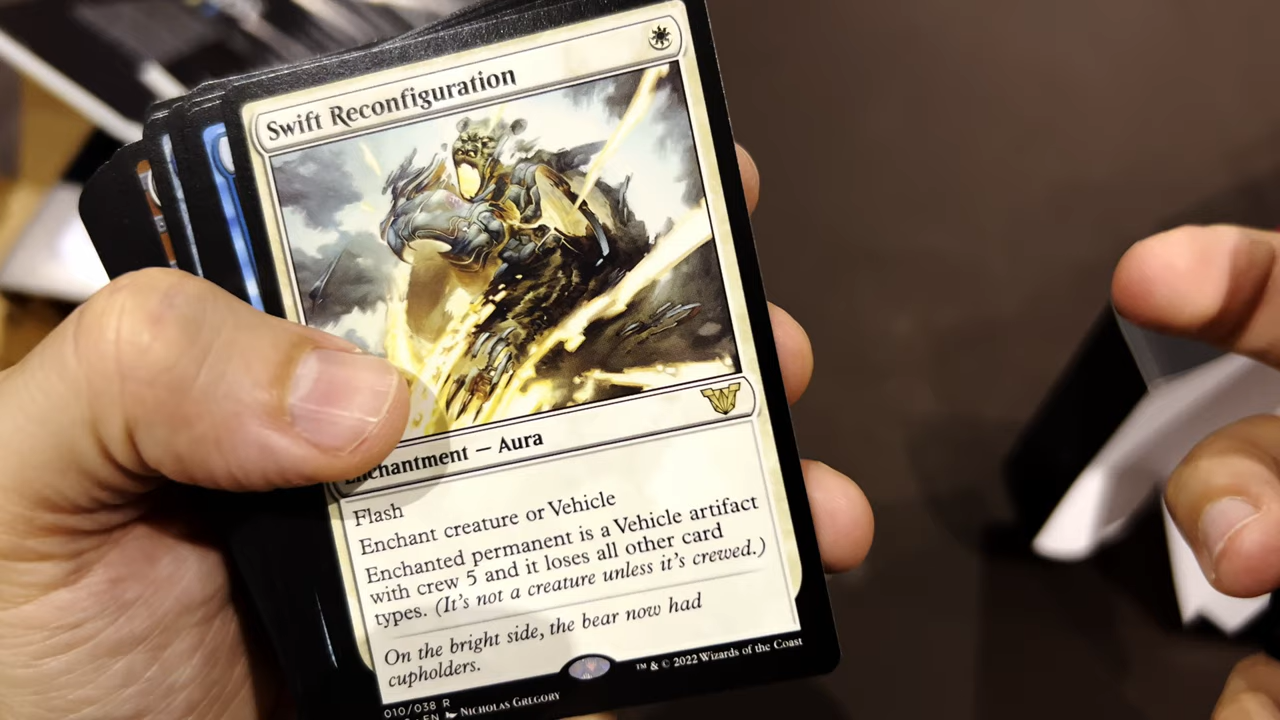 Swift Reconfiguration
Enchantment — Aura
Flash
Enchant creature or Vehicle
Enchanted permanent is a Vehicle artifact
with crew 5 and it loses all other card
types. (It's not a creature unless it's crewed.)
On the bright side, the bear now had
cupholders.
™ & © 2022 Wizards of the Coast
010/038 R
EN NICHOLAS GREGORY